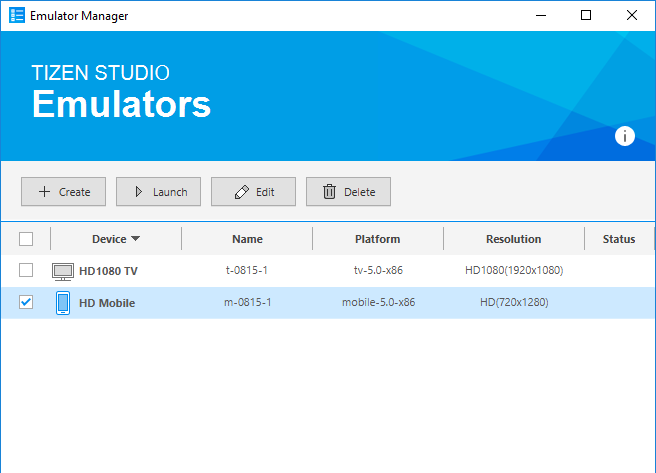 Emulator Manager
TIZEN STUDIO
Emulators
Create Launch Edit Delete
Device Name Platform Resolution Status
HD1080 TV t-0815-1 tv-5.0-x86 HD1080(1920x1080)
HD Mobile m-0815-1 mobile-5.0-x86 HD(720x1280)